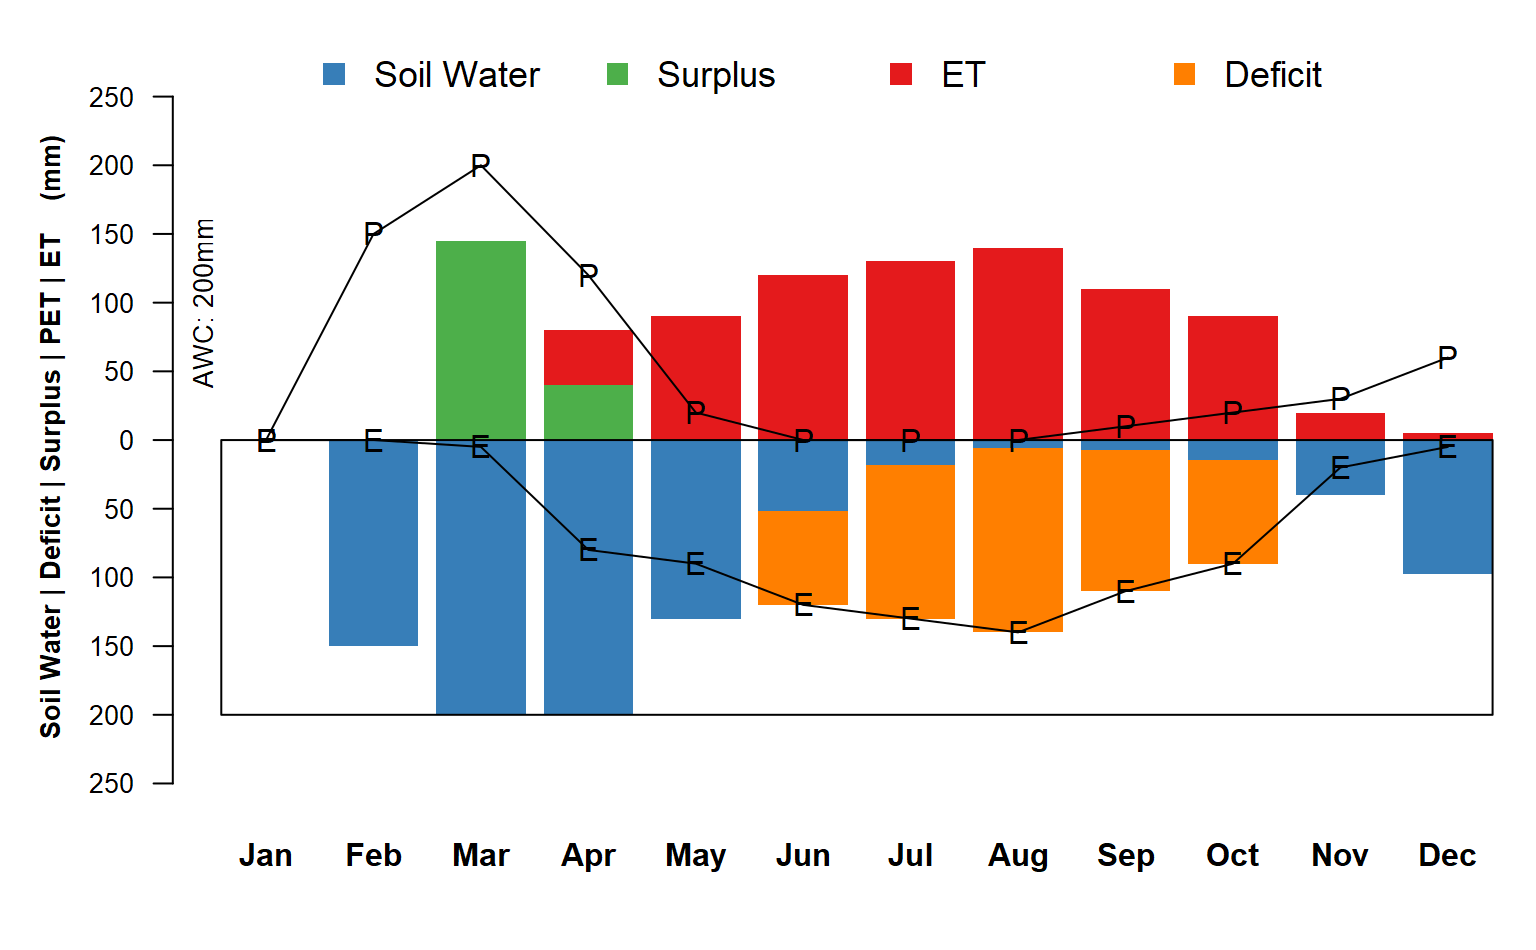 Soil Water
Surplus
ET
Deficit
250
200
150
100
50
0
50
100
150
200
250
Soil Water | Deficit | Surplus | PET | ET (mm)
AWC: 200mm
P P P P P P P P P P P P
E E E E E E E E E E E
Jan Feb Mar Apr May Jun Jul Aug Sep Oct Nov Dec